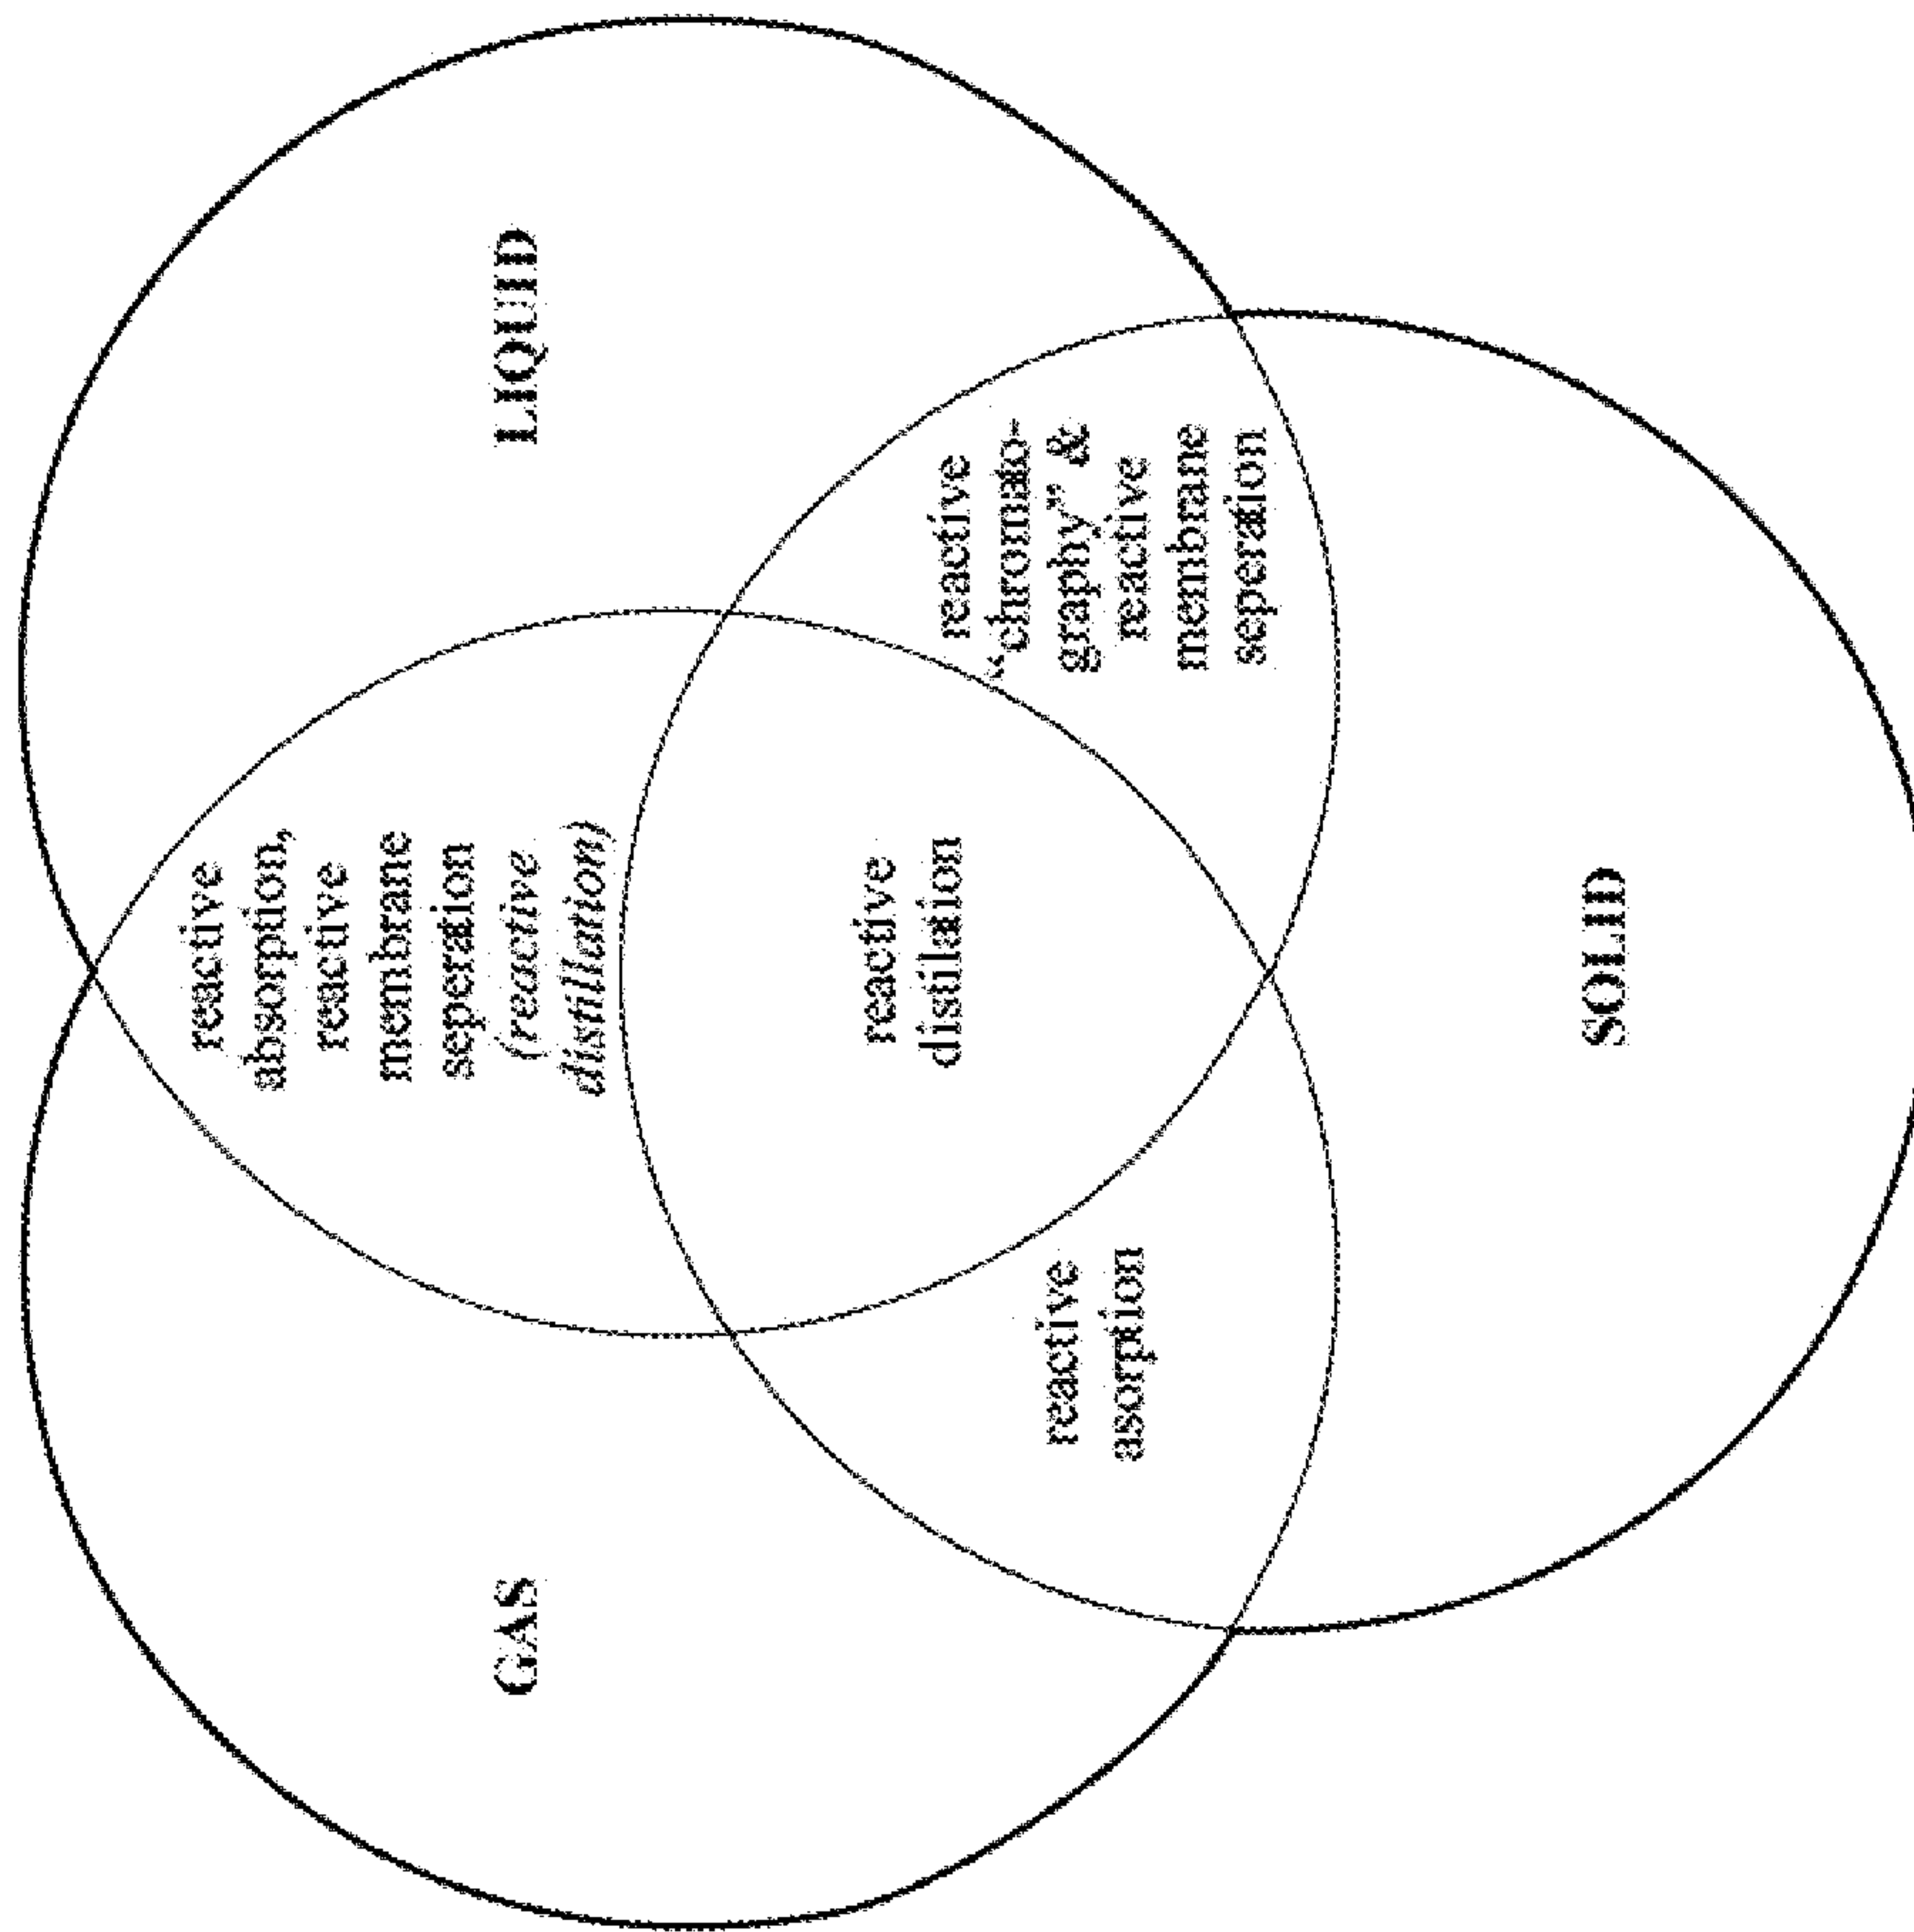 reactive
absorption,
reactive
membrane
seperation
(reactive
distillation)
GAS
LIQUID
reactive
distilation
reactive
asorption
reactive
“chromato-
graphy” &
reactive
membrane
seperation
SOLID